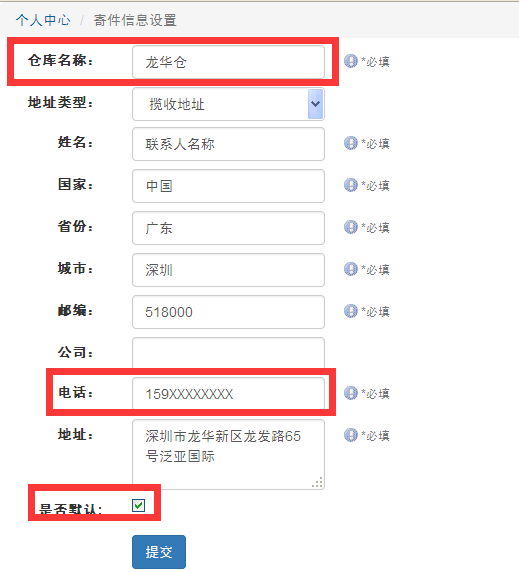 个人中心 / 寄件信息设置
仓库名称： 龙华仓 *必填
地址类型： 揽收地址
姓名： 联系人名称 *必填
国家： 中国 *必填
省份： 广东 *必填
城市： 深圳 *必填
邮编： 518000 *必填
公司：
电话： 159XXXXXXXX *必填
地址： 深圳市龙华新区龙发路65 *必填
号泛亚国际
是否默认:
提交